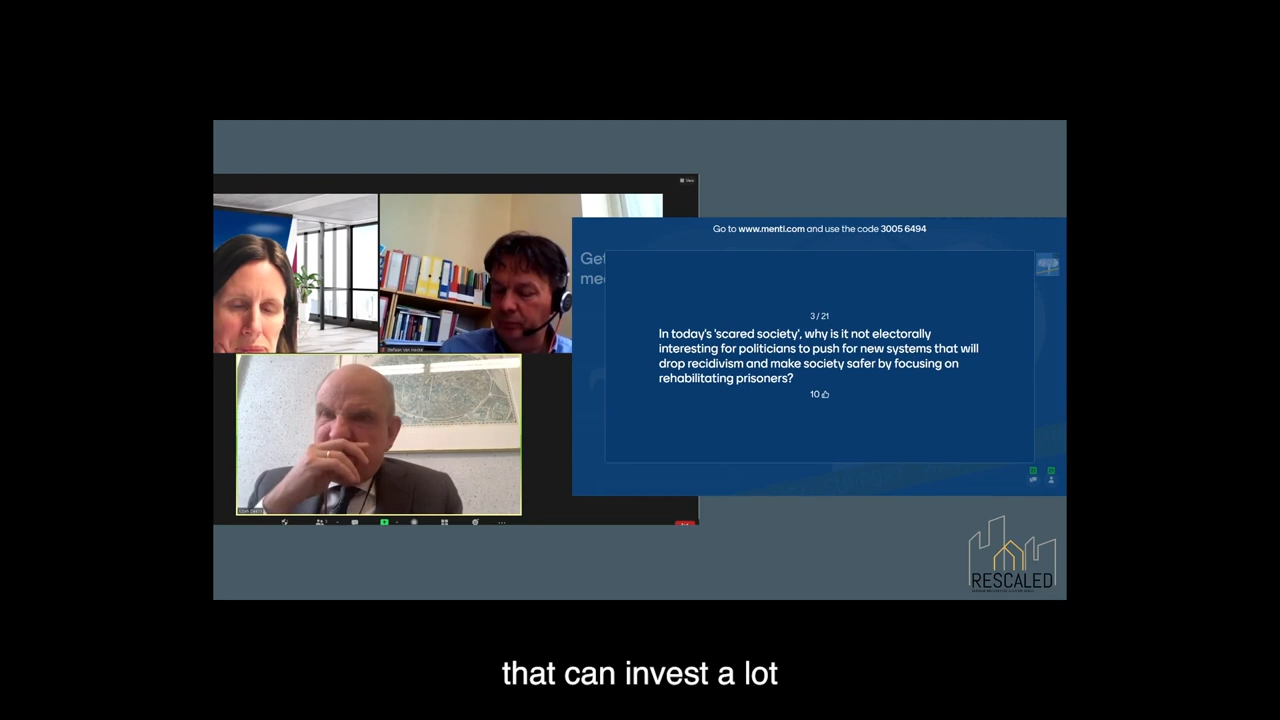 View
Go to www.menti.com and use the code 3005 6494
Get
3 / 21
In today's 'scared society', why is it not electorally
interesting for politicians to push for new systems that will
drop recidivism and make society safer by focusing on
rehabilitating prisoners?
10
RESCALED
that can invest a lot